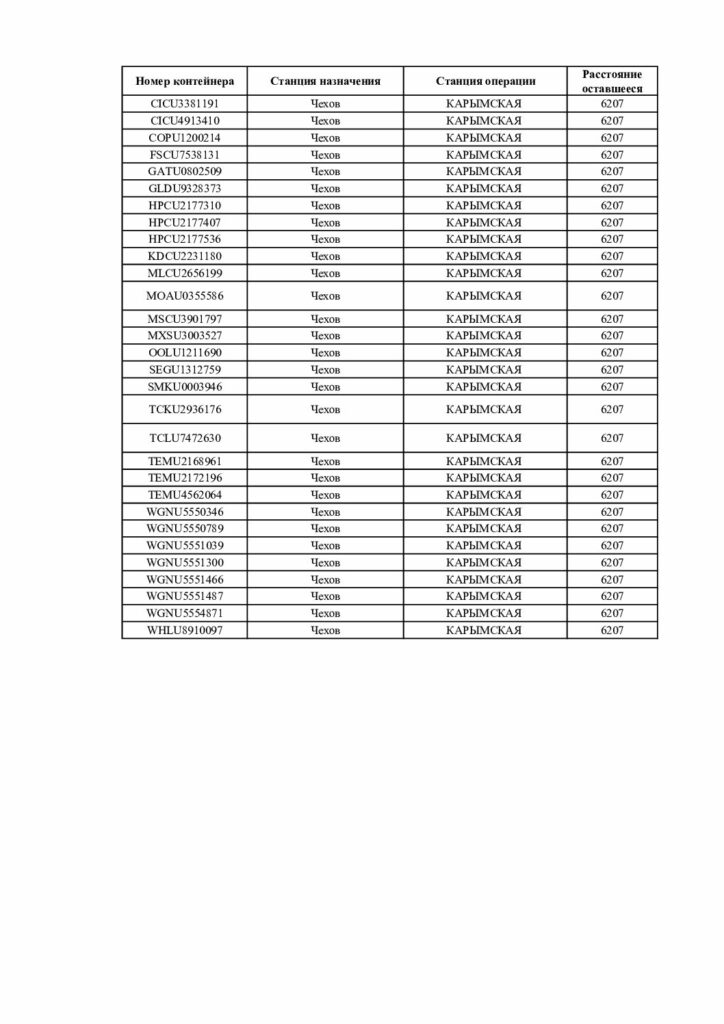 Номер контейнера Станция назначения Станция операции Расстояние оставшееся
CICU3381191 Чехов КАРЫМСКАЯ 6207
CICU4913410 Чехов КАРЫМСКАЯ 6207
COPU1200214 Чехов КАРЫМСКАЯ 6207
FSCU7538131 Чехов КАРЫМСКАЯ 6207
GATU0802509 Чехов КАРЫМСКАЯ 6207
GLDU9328373 Чехов КАРЫМСКАЯ 6207
HPCU2177310 Чехов КАРЫМСКАЯ 6207
HPCU2177407 Чехов КАРЫМСКАЯ 6207
HPCU2177536 Чехов КАРЫМСКАЯ 6207
KDCU2231180 Чехов КАРЫМСКАЯ 6207
MLCU2656199 Чехов КАРЫМСКАЯ 6207
MOAU0355586 Чехов КАРЫМСКАЯ 6207
MSCU3901797 Чехов КАРЫМСКАЯ 6207
MXSU3003527 Чехов КАРЫМСКАЯ 6207
OOLU1211690 Чехов КАРЫМСКАЯ 6207
SEGU1312759 Чехов КАРЫМСКАЯ 6207
SMKU0003946 Чехов КАРЫМСКАЯ 6207
TCKU2936176 Чехов КАРЫМСКАЯ 6207
TCLU7472630 Чехов КАРЫМСКАЯ 6207
TEMU2168961 Чехов КАРЫМСКАЯ 6207
TEMU2172196 Чехов КАРЫМСКАЯ 6207
TEMU4562064 Чехов КАРЫМСКАЯ 6207
WGNU5550346 Чехов КАРЫМСКАЯ 6207
WGNU5550789 Чехов КАРЫМСКАЯ 6207
WGNU5551039 Чехов КАРЫМСКАЯ 6207
WGNU5551300 Чехов КАРЫМСКАЯ 6207
WGNU5551466 Чехов КАРЫМСКАЯ 6207
WGNU5551487 Чехов КАРЫМСКАЯ 6207
WGNU5554871 Чехов КАРЫМСКАЯ 6207
WHLU8910097 Чехов КАРЫМСКАЯ 6207